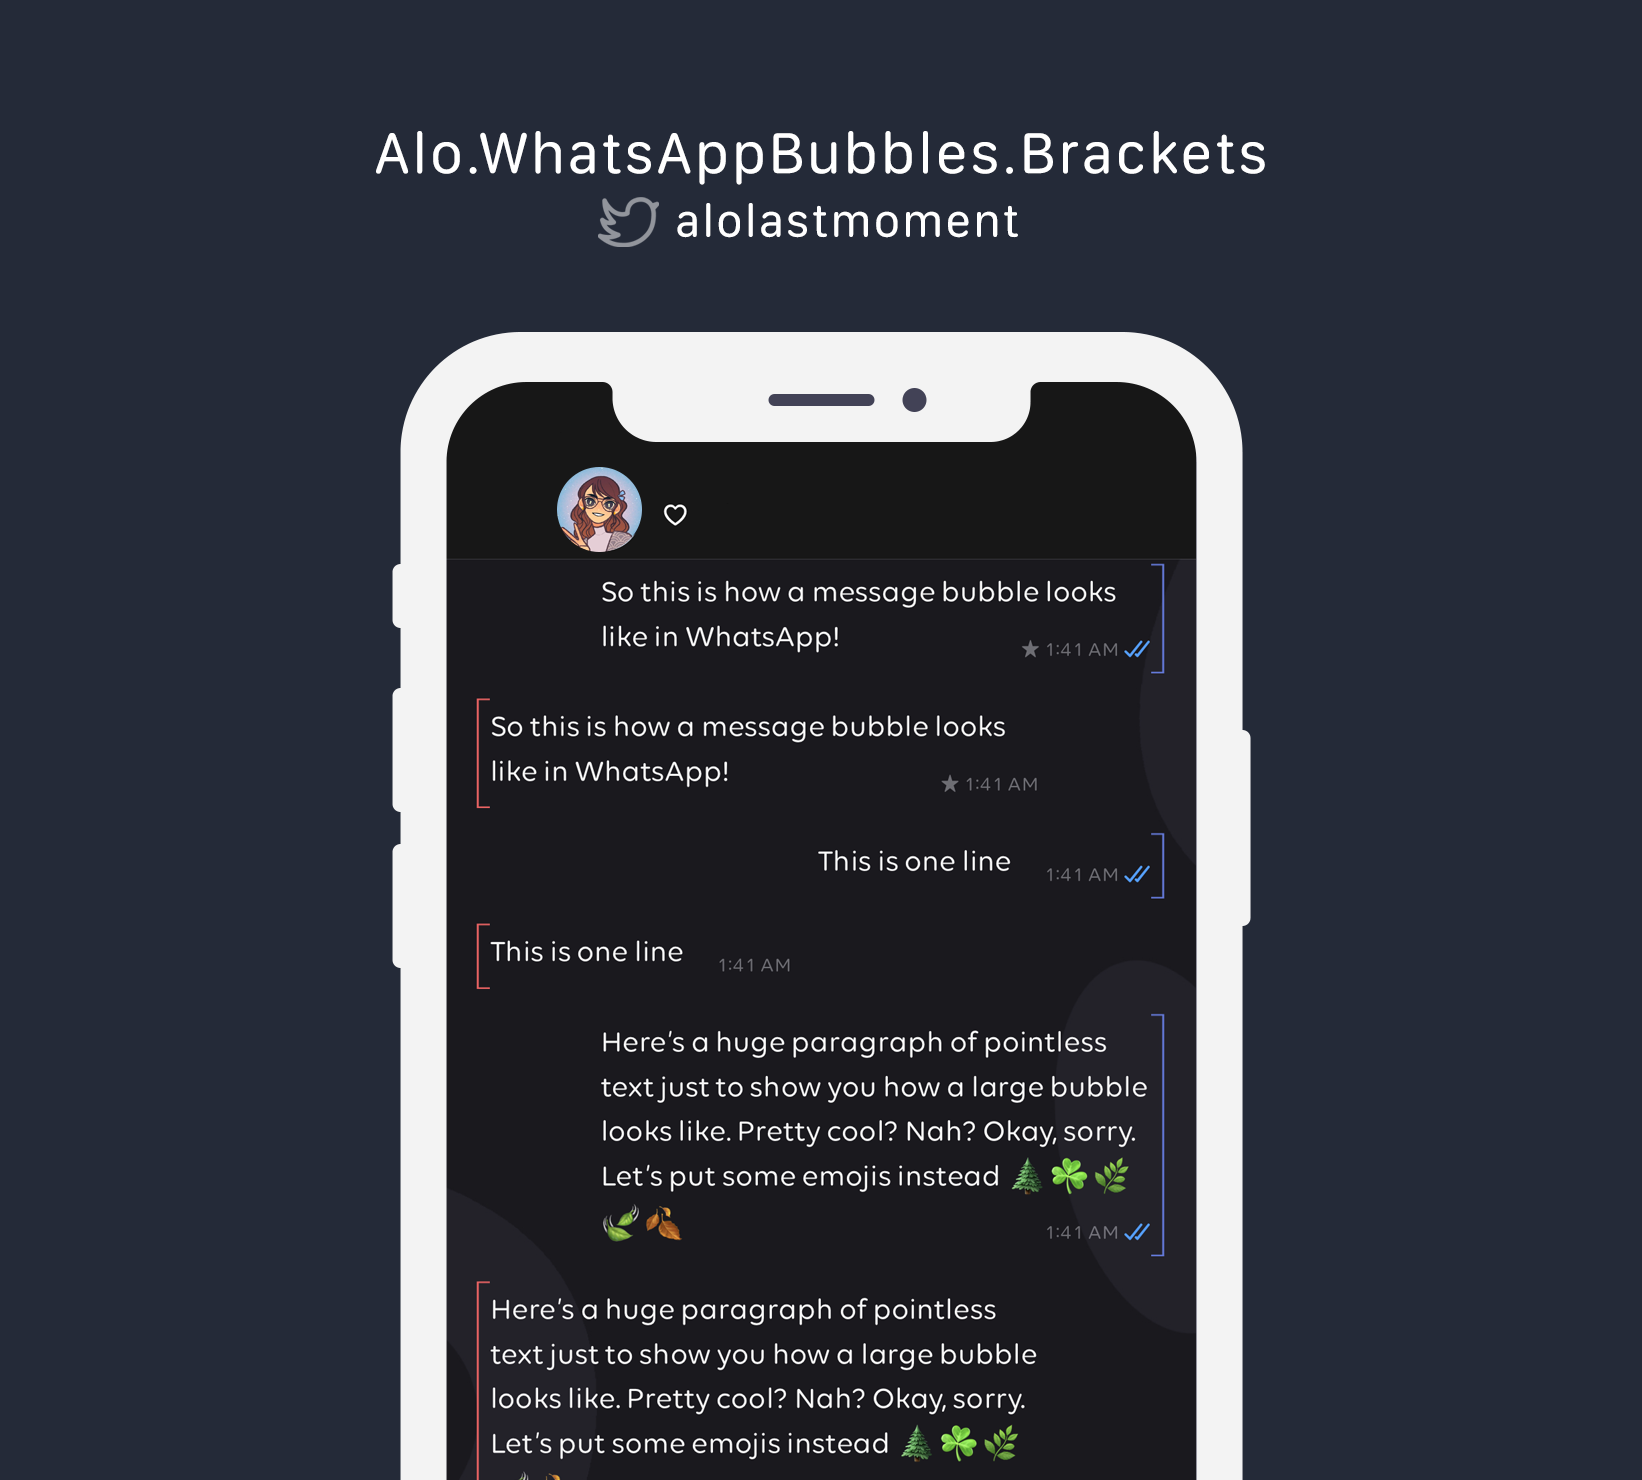 Alo.WhatsAppBubbles.Brackets
alolastmoment
So this is how a message bubble looks
like in WhatsApp!
★ 1:41 AM
So this is how a message bubble looks
like in WhatsApp!
★ 1:41 AM
This is one line
1:41 AM
This is one line
1:41 AM
Here's a huge paragraph of pointless
text just to show you how a large bubble
looks like. Pretty cool? Nah? Okay, sorry.
Let's put some emojis instead 🌲☘️🌿
🍃🍂
1:41 AM
Here's a huge paragraph of pointless
text just to show you how a large bubble
looks like. Pretty cool? Nah? Okay, sorry.
Let's put some emojis instead 🌲☘️🌿